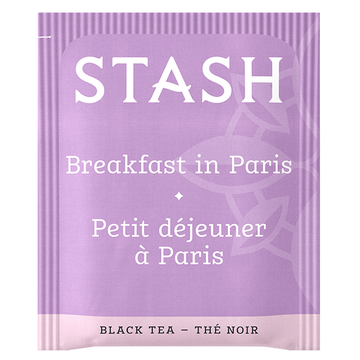 STASH
Breakfast in Paris
Petit déjeuner
à Paris
BLACK TEA – THÉ NOIR